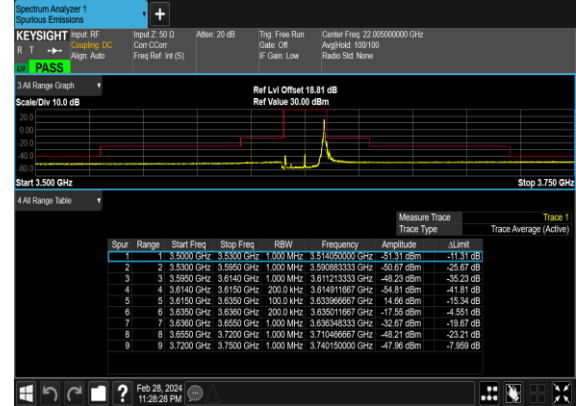 Spectrum Analyzer 1
Spurious Emissions
+
KEYSIGHT Input: RF Input Z: 50 Ω Atten: 20 dB Trig: Free Run Center Freq: 22.005000000 GHz
R T Coupling: DC Corr CCorr Gate: Off Avg|Hold: 100/100
Align: Auto Freq Ref: Int (S) IF Gain: Low Radio Std: None
LXI PASS
3 All Range Graph
Ref Lvl Offset 18.81 dB
Scale/Div 10.0 dB Ref Value 30.00 dBm
20.0
0.00
-20.0
-40.0
-60.0
Start 3.500 GHz Stop 3.750 GHz
4 All Range Table
Measure Trace Trace 1
Trace Type Trace Average (Active)
Spur Range Start Freq Stop Freq RBW Frequency Amplitude ΔLimit
1 1 3.5000 GHz 3.5300 GHz 1.000 MHz 3.514050000 GHz -51.31 dBm -11.31 dB
2 2 3.5300 GHz 3.5950 GHz 1.000 MHz 3.590883333 GHz -50.67 dBm -25.67 dB
3 3 3.5950 GHz 3.6140 GHz 1.000 MHz 3.611213333 GHz -48.23 dBm -35.23 dB
4 4 3.6140 GHz 3.6150 GHz 200.0 kHz 3.614911667 GHz -54.81 dBm -41.81 dB
5 5 3.6150 GHz 3.6350 GHz 100.0 kHz 3.633966667 GHz 14.66 dBm -15.34 dB
6 6 3.6350 GHz 3.6360 GHz 200.0 kHz 3.635011667 GHz -17.55 dBm -4.551 dB
7 7 3.6360 GHz 3.6550 GHz 1.000 MHz 3.636348333 GHz -32.67 dBm -19.67 dB
8 8 3.6550 GHz 3.7200 GHz 1.000 MHz 3.710466667 GHz -48.21 dBm -23.21 dB
9 9 3.7200 GHz 3.7500 GHz 1.000 MHz 3.740150000 GHz -47.96 dBm -7.959 dB
? Feb 28, 2024
11:28:28 PM